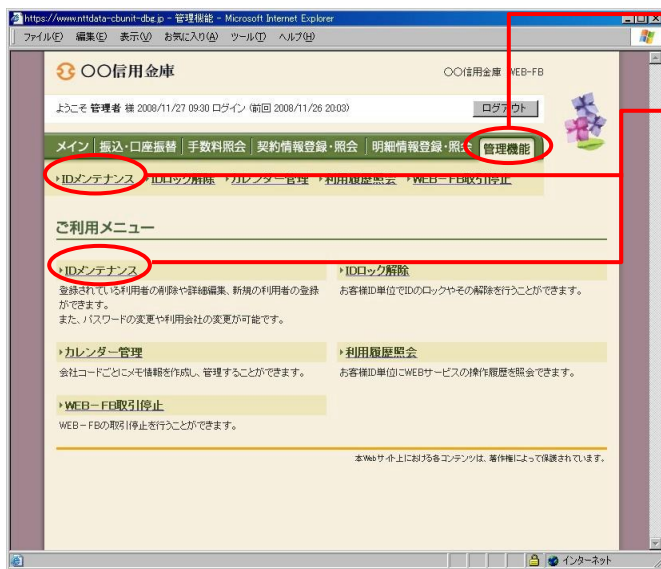 https://www.nttdata-cbunit-dbg.jp - 管理機能 - Microsoft Internet Explorer
ファイル(F) 編集(E) 表示(V) お気に入り(A) ツール(T) ヘルプ(H)
〇〇信用金庫
〇〇信用金庫 WEB-FB
ようこそ 管理者 様 2008/11/27 09:30 ログイン (前回 2008/11/26 20:03)
ログアウト
メイン 振込・口座振替 手数料照会 契約情報登録・照会 明細情報登録・照会 管理機能
IDメンテナンス IDロック解除 カレンダー管理 利用履歴照会 WEB-FB取引停止
ご利用メニュー
IDメンテナンス
登録されている利用者の削除や詳細編集、新規の利用者の登録
ができます。
また、パスワードの変更や利用会社の変更が可能です。
IDロック解除
お客様ID単位でIDのロックやその解除を行うことができます。
カレンダー管理
会社コードごとにメモ情報を作成し、管理することができます。
利用履歴照会
お客様ID単位にWEBサービスの操作履歴を照会できます。
WEB-FB取引停止
WEB-FBの取引停止を行うことができます。
本Webサイト上における各コンテンツは、著作権によって保護されています。
インターネット